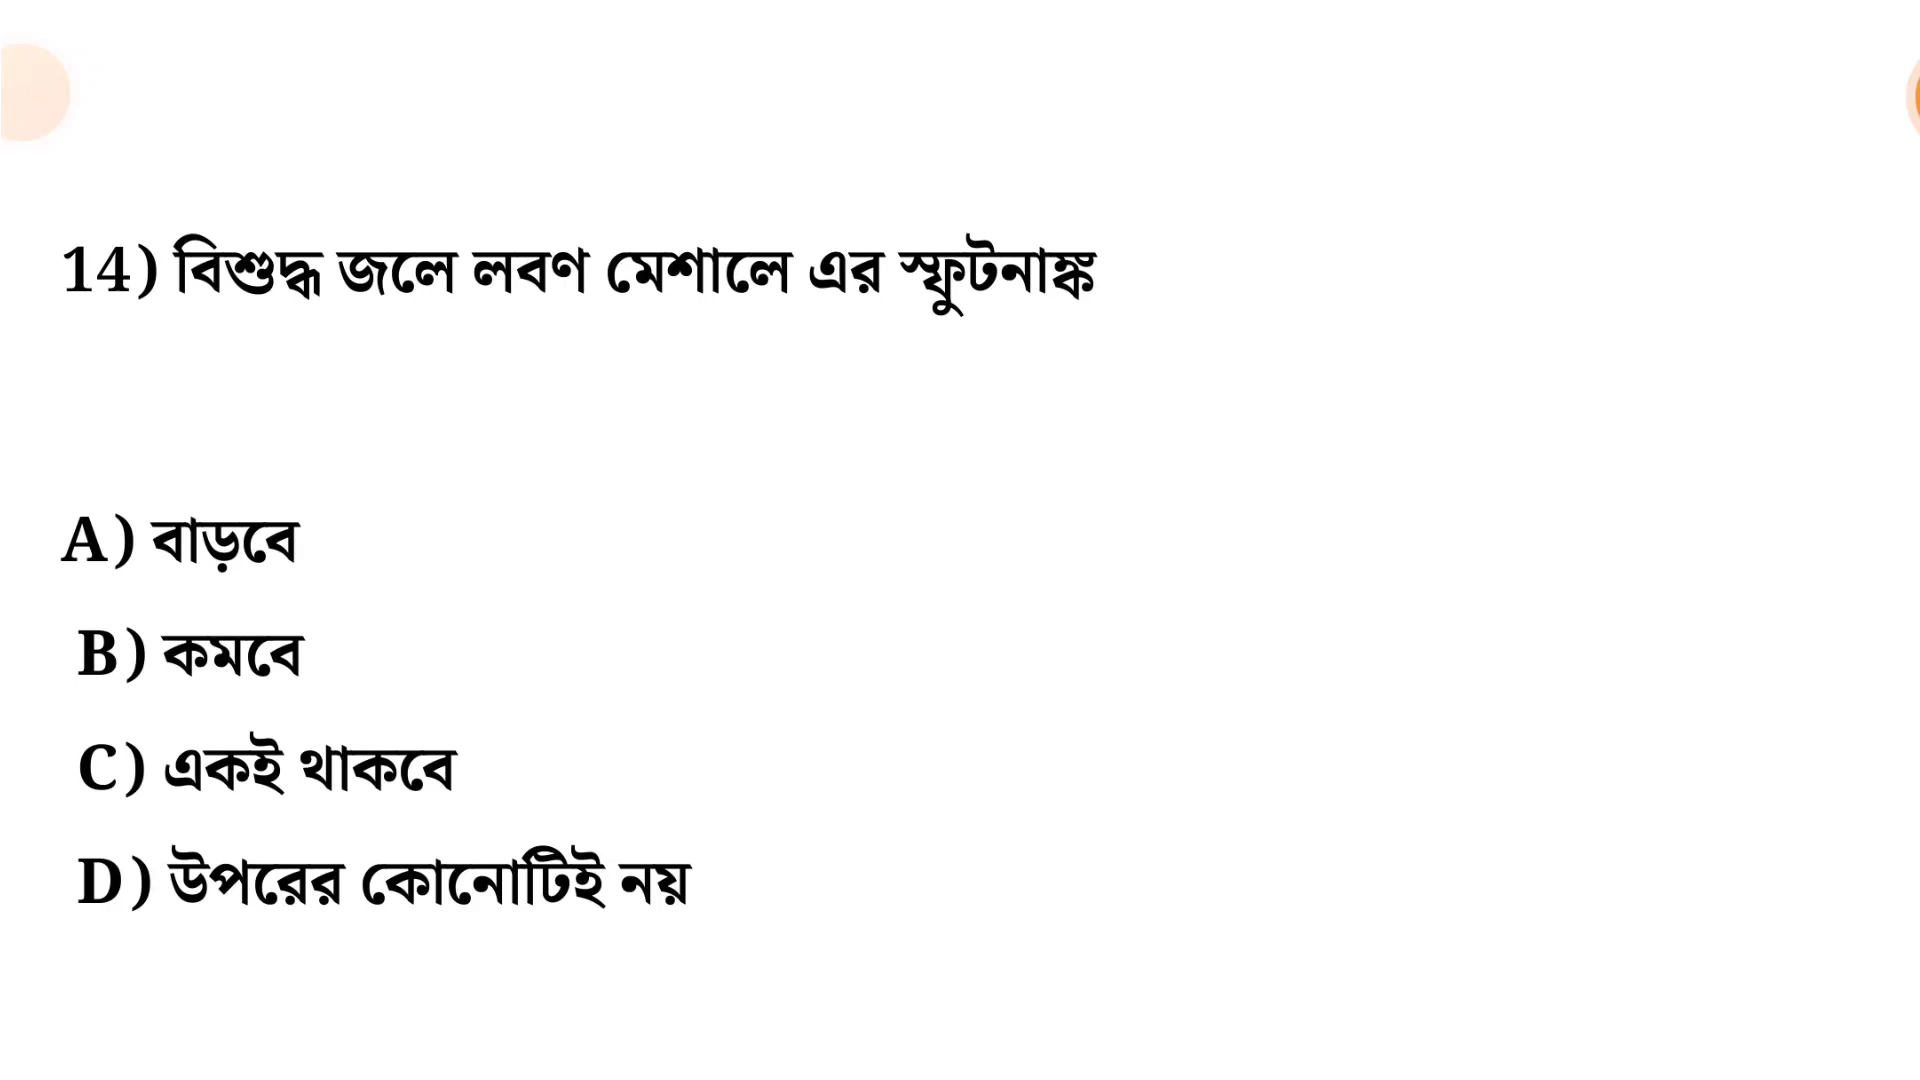 14) বিশুদ্ধ জলে লবণ মেশালে এর স্ফুটনাঙ্ক
A) বাড়বে
B) কমবে
C) একই থাকবে
D) উপরের কোনোটিই নয়